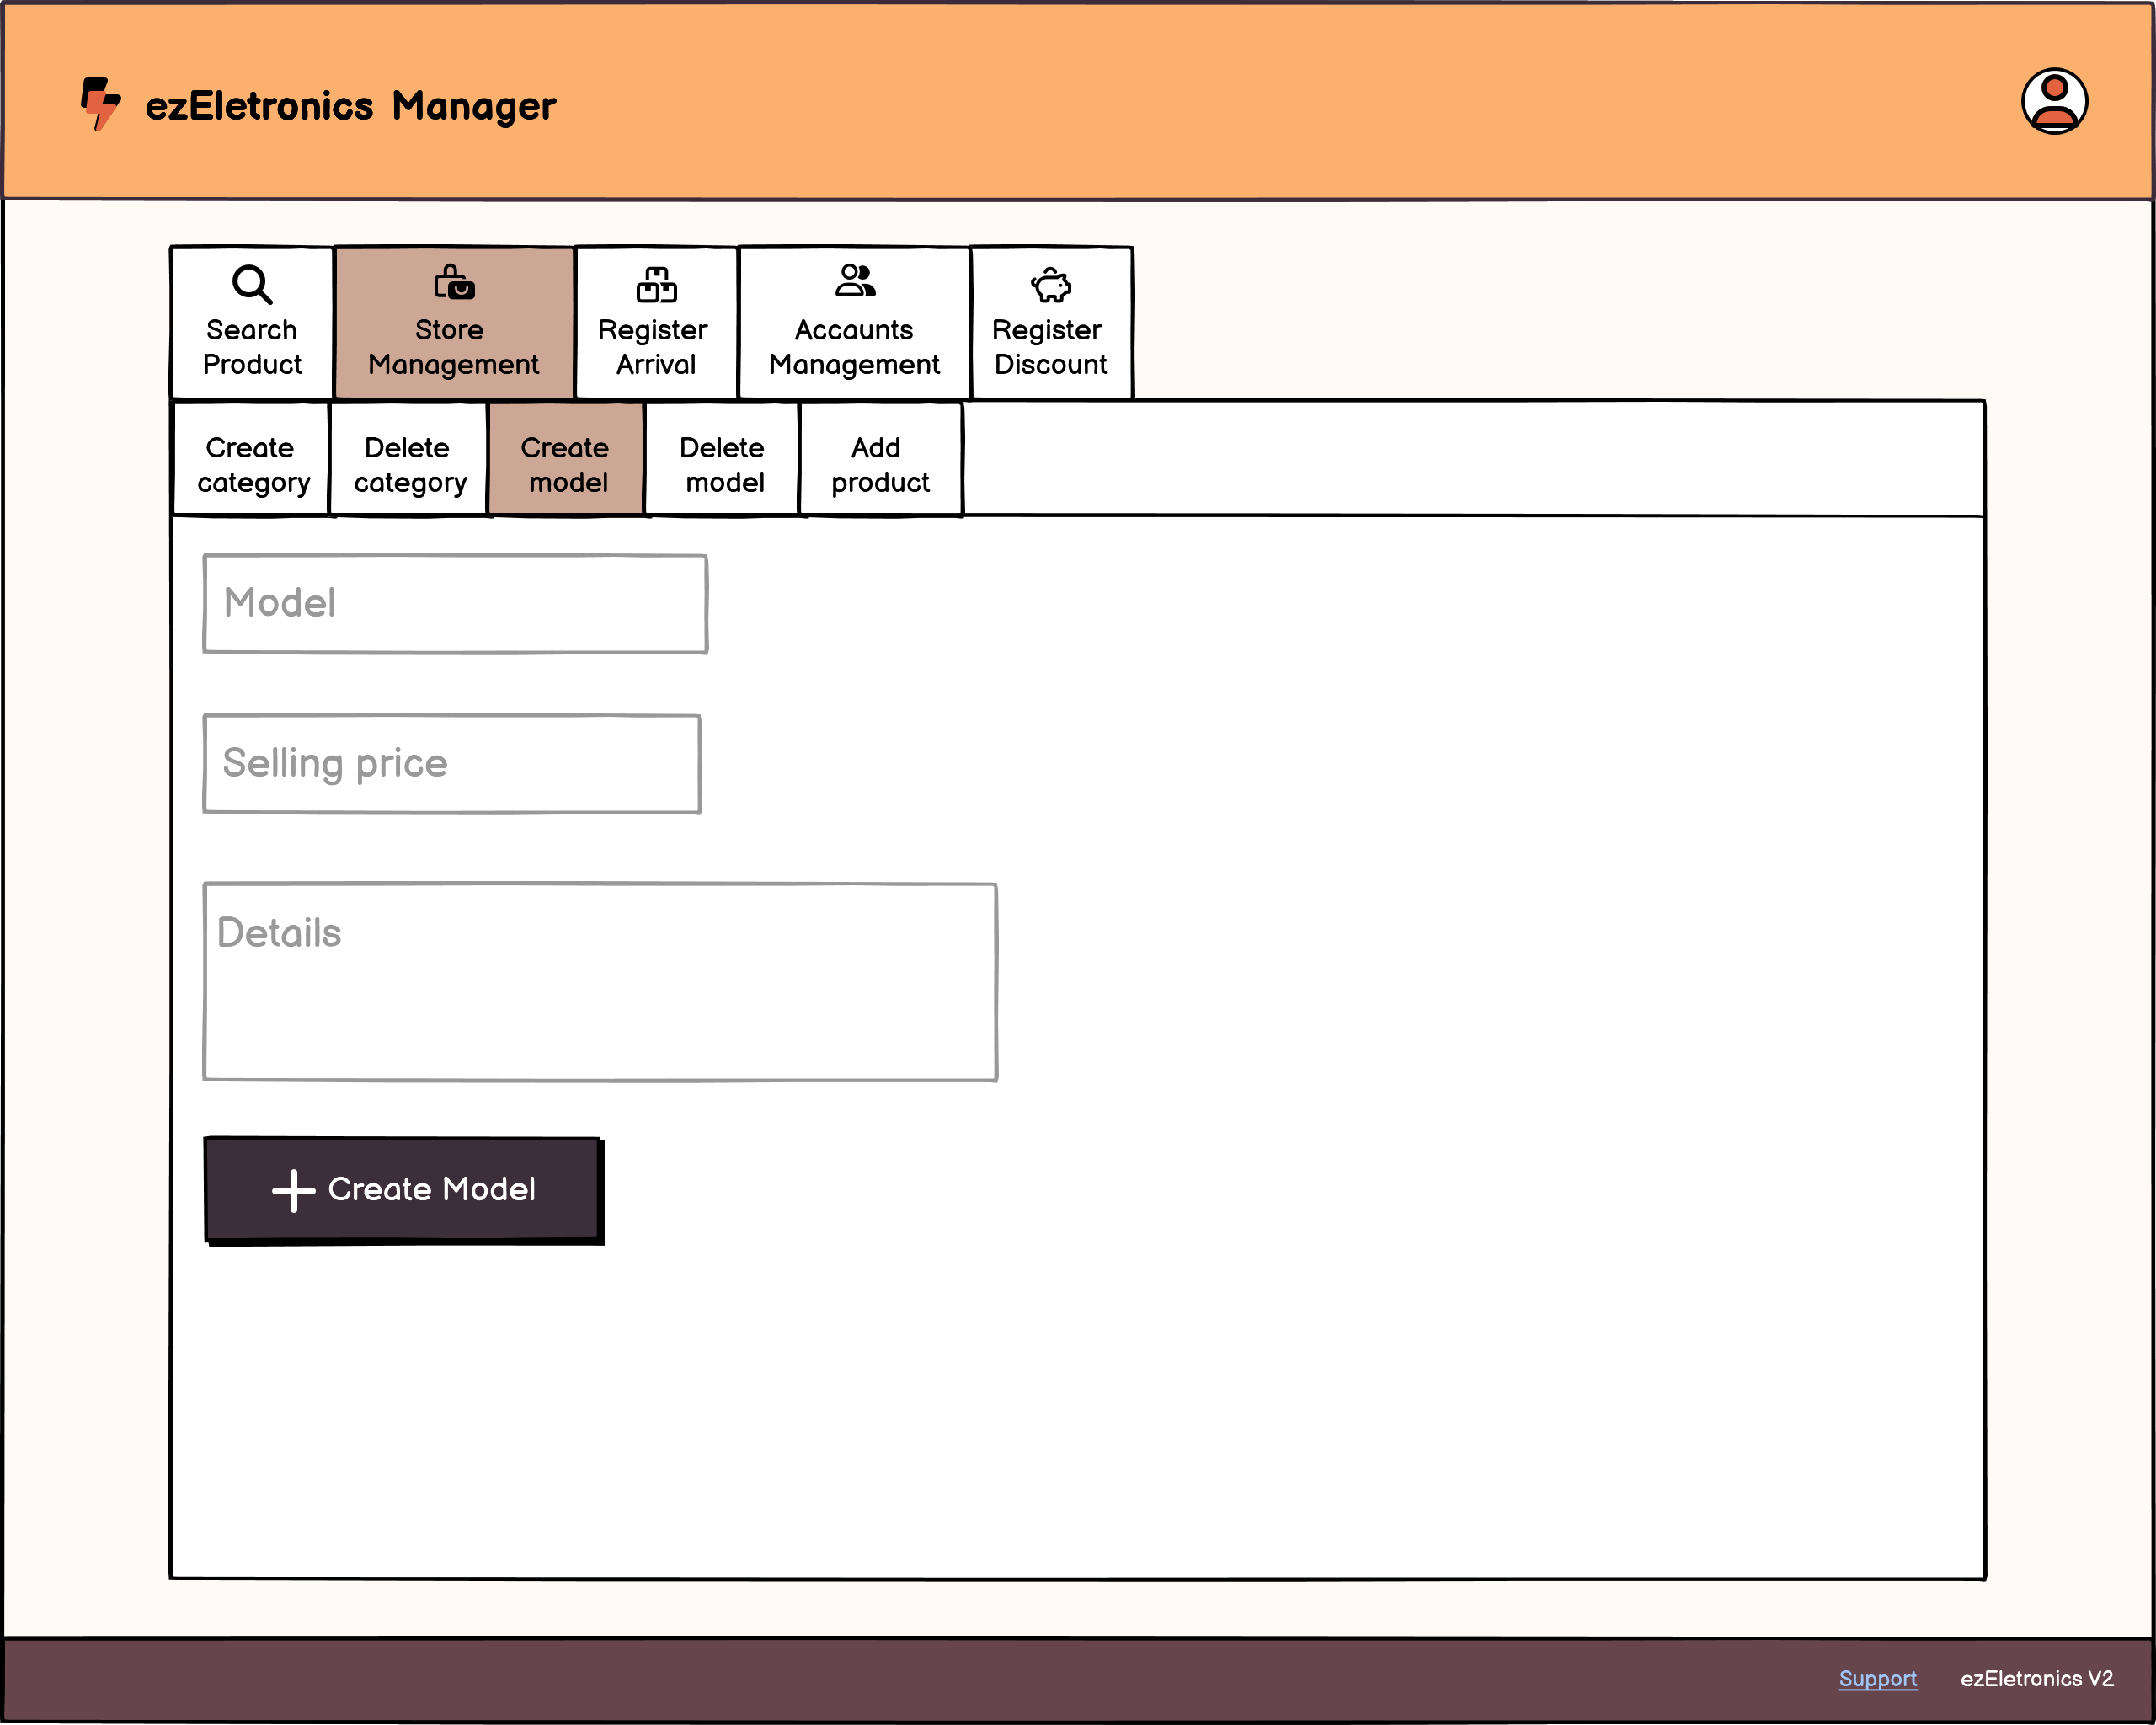 ezEletronics Manager
Search
Product
Store
Management
Register
Arrival
Accaunts
Management
Register
Discount
Create
category
Delete
category
Create
model
Delete
model
Add
product
Model
Selling price
Details
Create Model
Support
ezEletronics V2